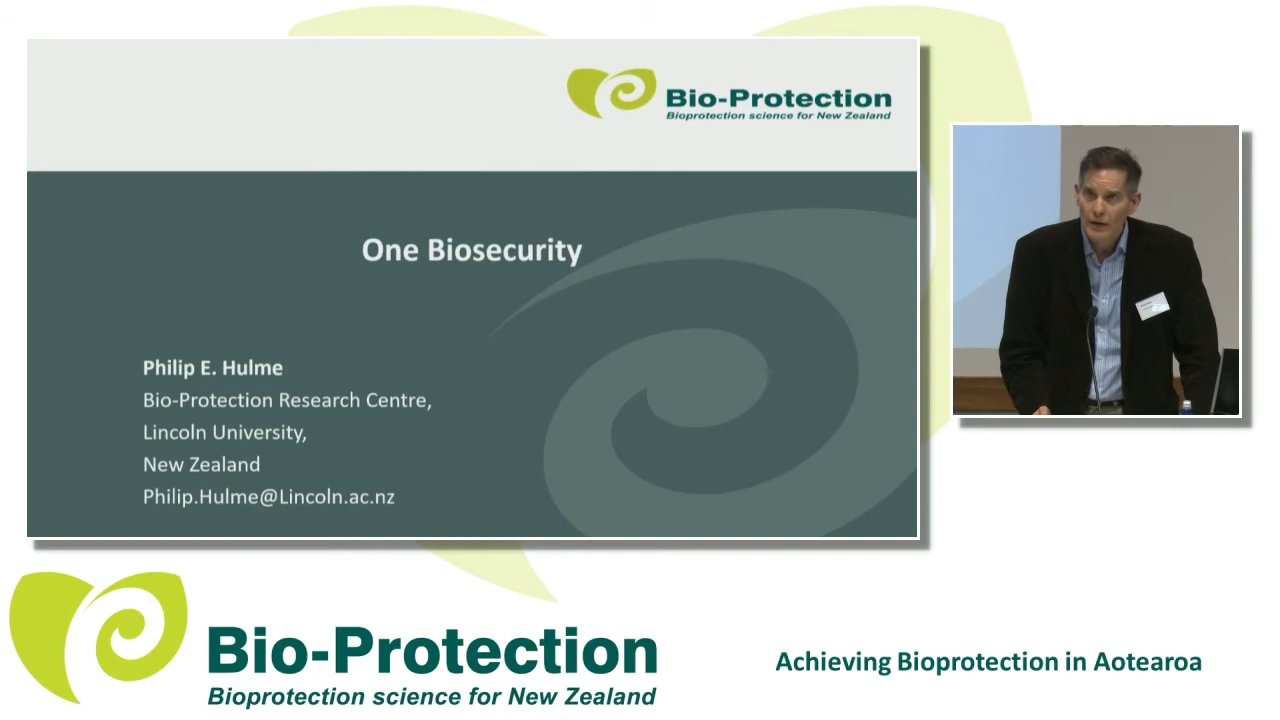 Bio-Protection
Bioprotection science for New Zealand
One Biosecurity
Philip E. Hulme
Bio-Protection Research Centre,
Lincoln University,
New Zealand
Philip.Hulme@Lincoln.ac.nz
Bio-Protection
Bioprotection science for New Zealand
Achieving Bioprotection in Aotearoa